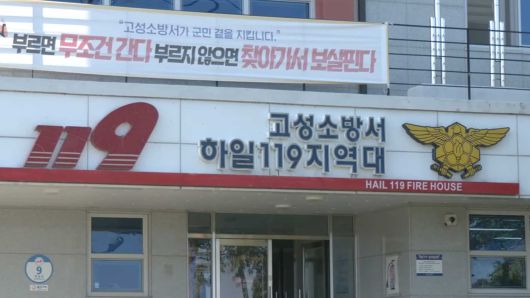 "고성소방서가 군민 곁을 지킵니다."
부르면 무조건 간다 부르지 않으면 찾아가서 보살핀다
119
고성소방서
하일119지역대
HAIL 119 FIRE HOUSE
9